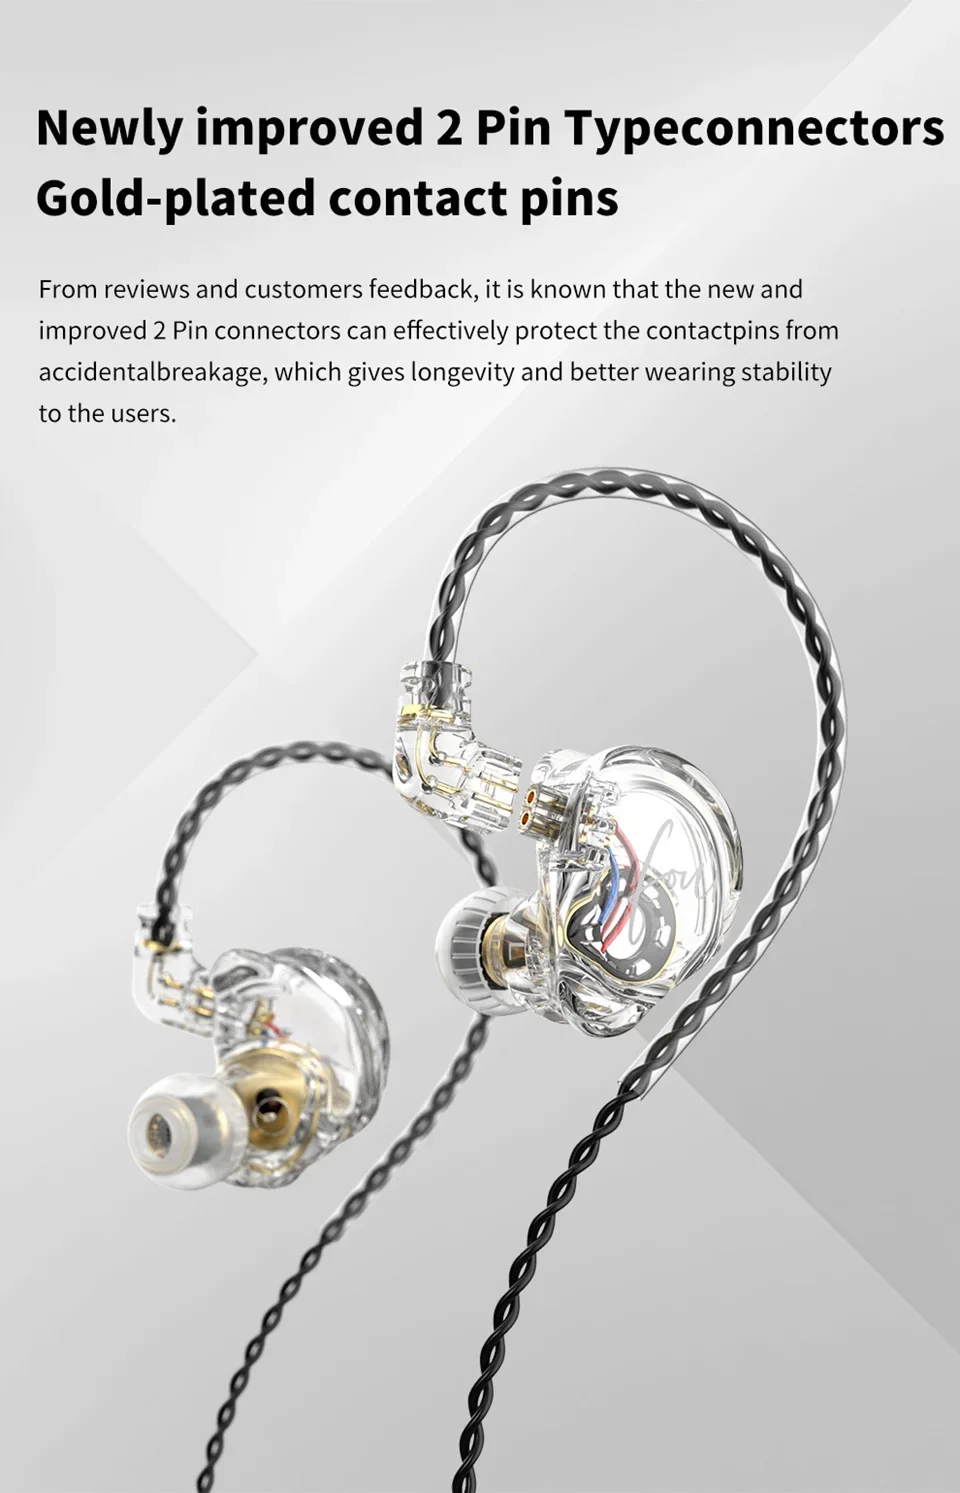 Newly improved 2 Pin Typeconnectors
Gold-plated contact pins
From reviews and customers feedback, it is known that the new and
improved 2 Pin connectors can effectively protect the contactpins from
accidentalbreakage, which gives longevity and better wearing stability
to the users.